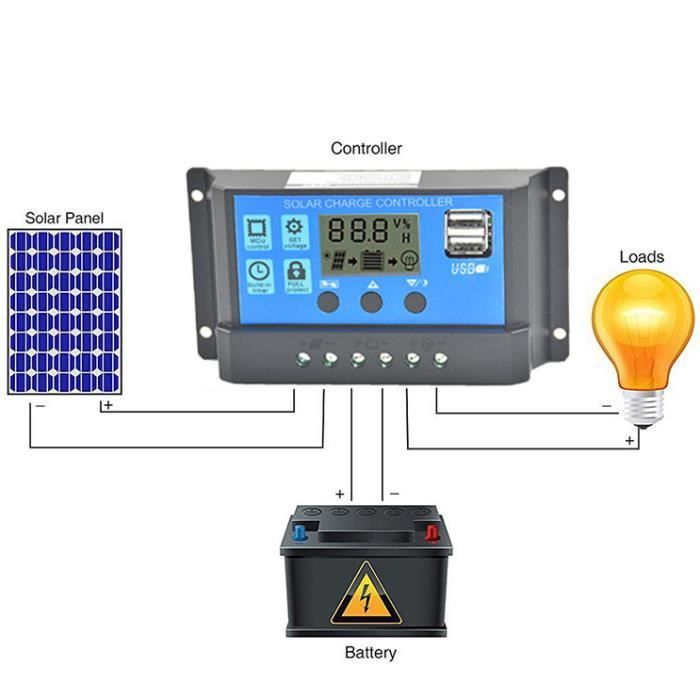 Controller
Solar Panel
SOLAR CHARGE CONTROLLER
MCU
control
SET
voltage
Build-in
timer
FULL
protect
88.8 V%
H
USB
Loads
− +
+ − + − + −
−
+
+ −
Battery